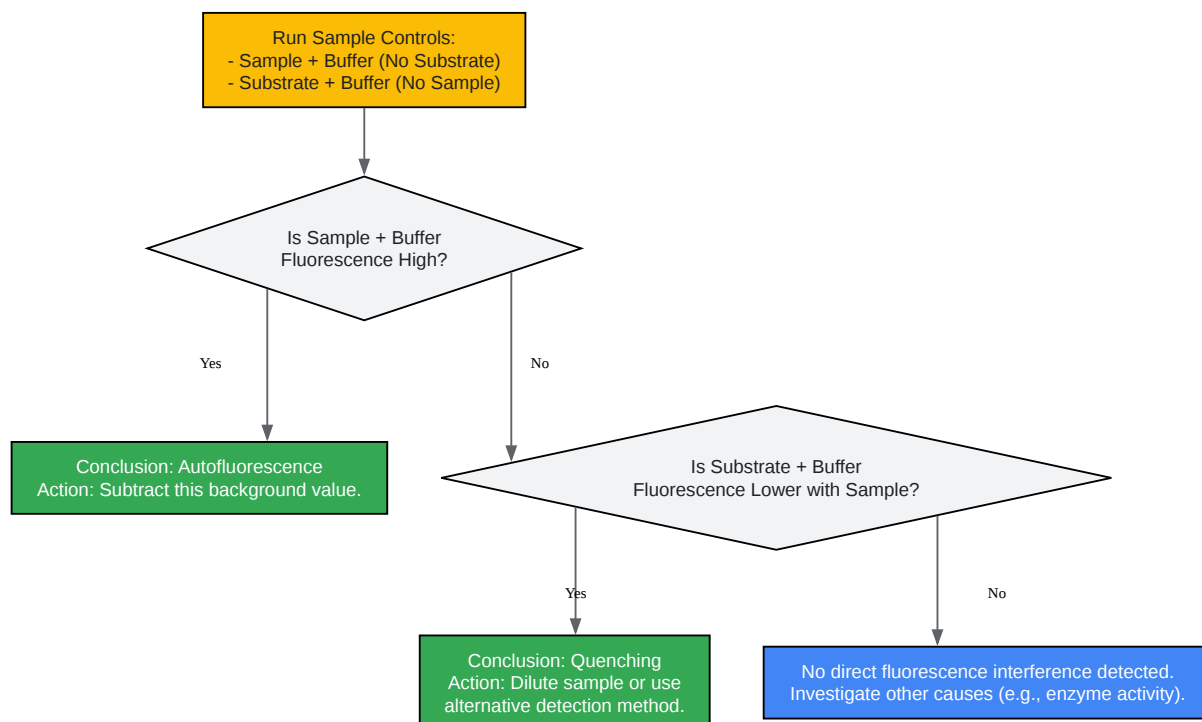 Run Sample Controls:
- Sample + Buffer (No Substrate)
- Substrate + Buffer (No Sample)
Is Sample + Buffer
Fluorescence High?
Yes
No
Conclusion: Autofluorescence
Action: Subtract this background value.
Is Substrate + Buffer
Fluorescence Lower with Sample?
Yes
No
Conclusion: Quenching
Action: Dilute sample or use
alternative detection method.
No direct fluorescence interference detected.
Investigate other causes (e.g., enzyme activity).